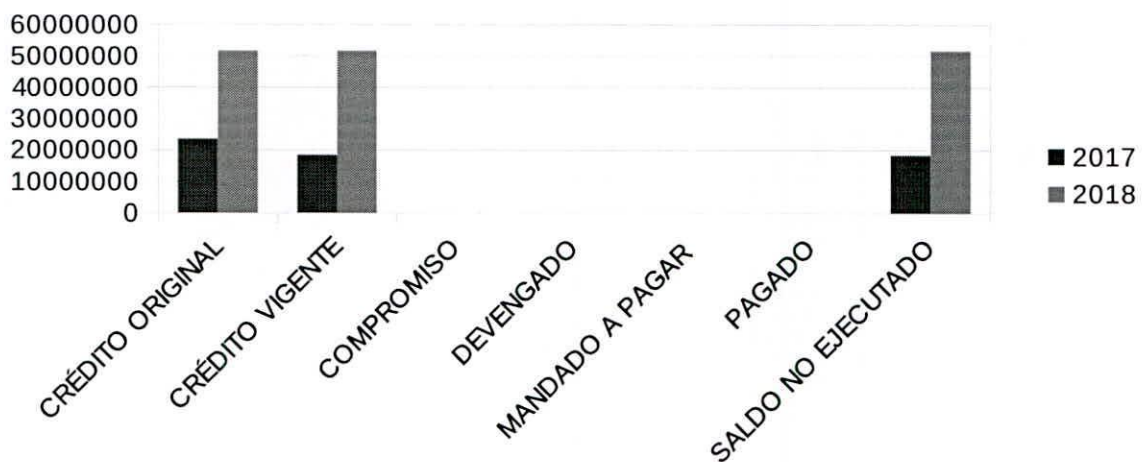 60000000
50000000
40000000
30000000
20000000
10000000
0
2017
2018
CRÉDITO ORIGINAL
CRÉDITO VIGENTE
COMPROMISO
DEVENGADO
MANDADO A PAGAR
PAGADO
SALDO NO EJECUTADO